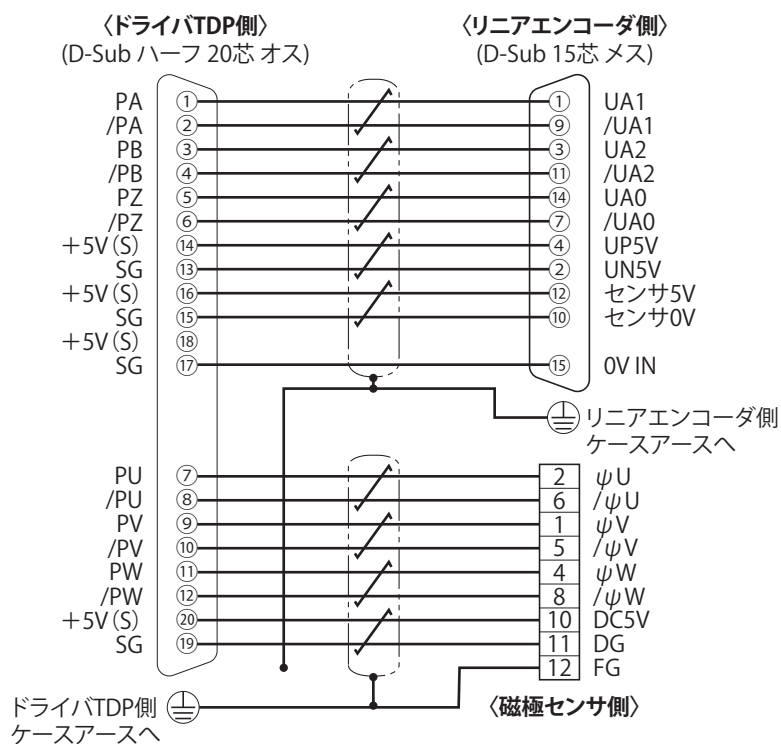 〈ドライバTDP側〉 〈リニアエンコーダ側〉
(D-Sub ハーフ 20芯 オス) (D-Sub 15芯 メス)
PA ① ① UA1
/PA ② ⑨ /UA1
PB ③ ③ UA2
/PB ④ ⑪ /UA2
PZ ⑤ ⑭ UA0
/PZ ⑥ ⑦ /UA0
+5V(S) ⑭ ④ UP5V
SG ⑬ ② UN5V
+5V(S) ⑯ ⑫ センサ5V
SG ⑮ ⑩ センサ0V
+5V(S) ⑱
SG ⑰ ⑮ 0V IN
リニアエンコーダ側
ケースアースへ
PU ⑦ 2 ψU
/PU ⑧ 6 /ψU
PV ⑨ 1 ψV
/PV ⑩ 5 /ψV
PW ⑪ 4 ψW
/PW ⑫ 8 /ψW
+5V(S) ⑳ 10 DC5V
SG ⑲ 11 DG
12 FG
〈磁極センサ側〉
ドライバTDP側
ケースアースへ